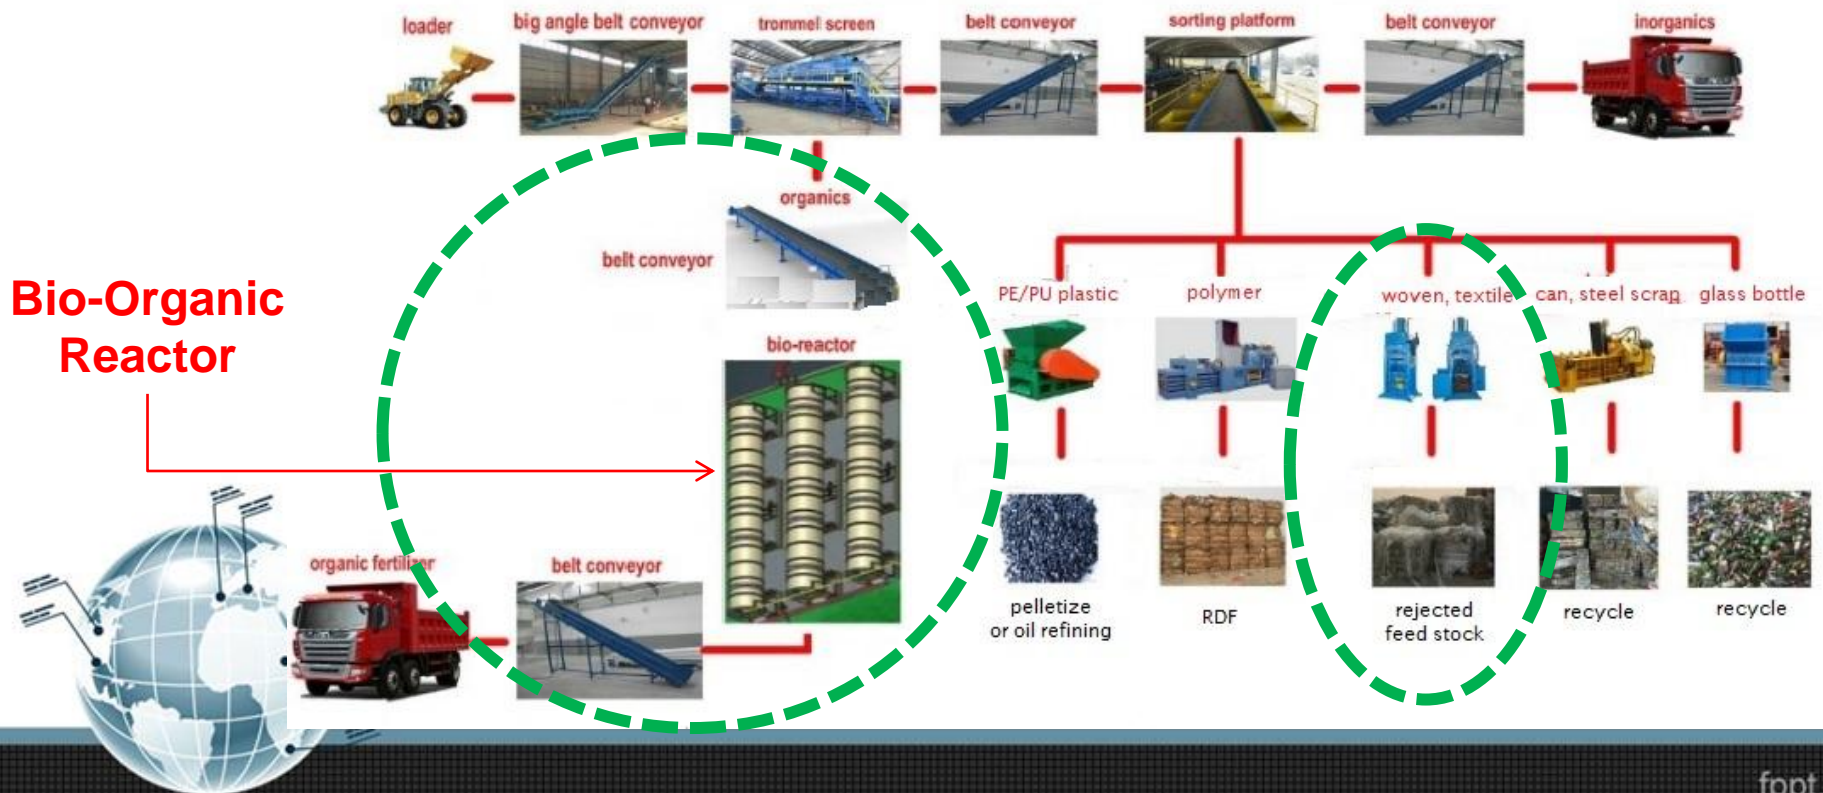 loader
big angle belt conveyor
trommel screen
belt conveyor
sorting platform
belt conveyor
inorganics
organics
belt conveyor
Bio-Organic
Reactor
bio-reactor
PE/PU plastic
polymer
woven, textile
can, steel scrap
glass bottle
organic fertilizer
belt conveyor
pelletize
or oil refining
RDF
rejected
feed stock
recycle
recycle
fppt